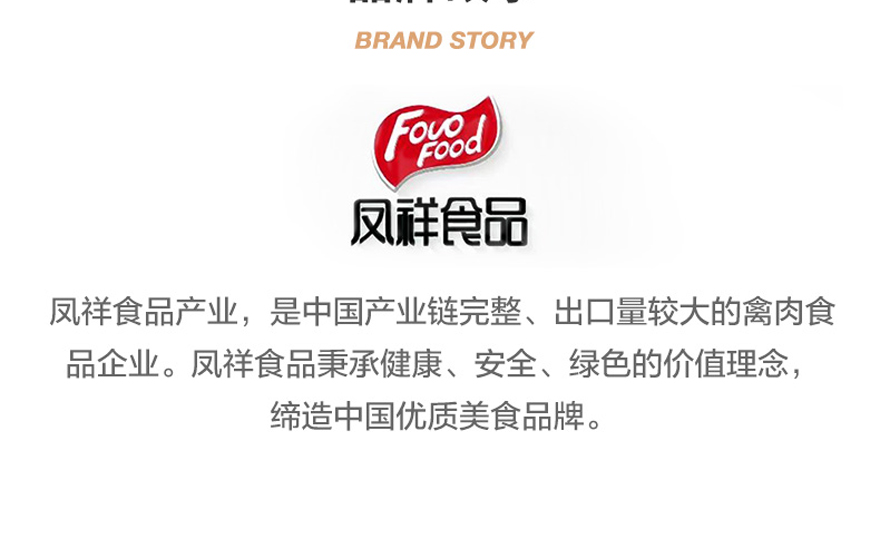 BRAND STORY
Fovo
Food
凤祥食品
凤祥食品产业，是中国产业链完整、出口量较大的禽肉食
品企业。凤祥食品秉承健康、安全、绿色的价值理念，
缔造中国优质美食品牌。